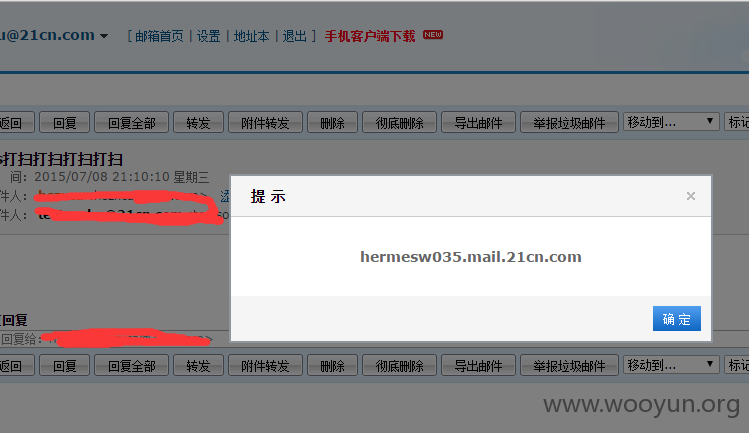 u@21cn.com [ 邮箱首页 | 设置 | 地址本 | 退出 ] 手机客户端下载 NEW
返回 回复 回复全部 转发 附件转发 删除 彻底删除 导出邮件 举报垃圾邮件 移动到... 标记
s打扫打扫打扫打扫
间：2015/07/08 21:10:10 星期三
件人：
件人：
提 示 ×
hermesw035.mail.21cn.com
确 定
回复
回复给：
返回 回复 回复全部 转发 附件转发 删除 彻底删除 导出邮件 举报垃圾邮件 移动到... 标记
www.wooyun.org